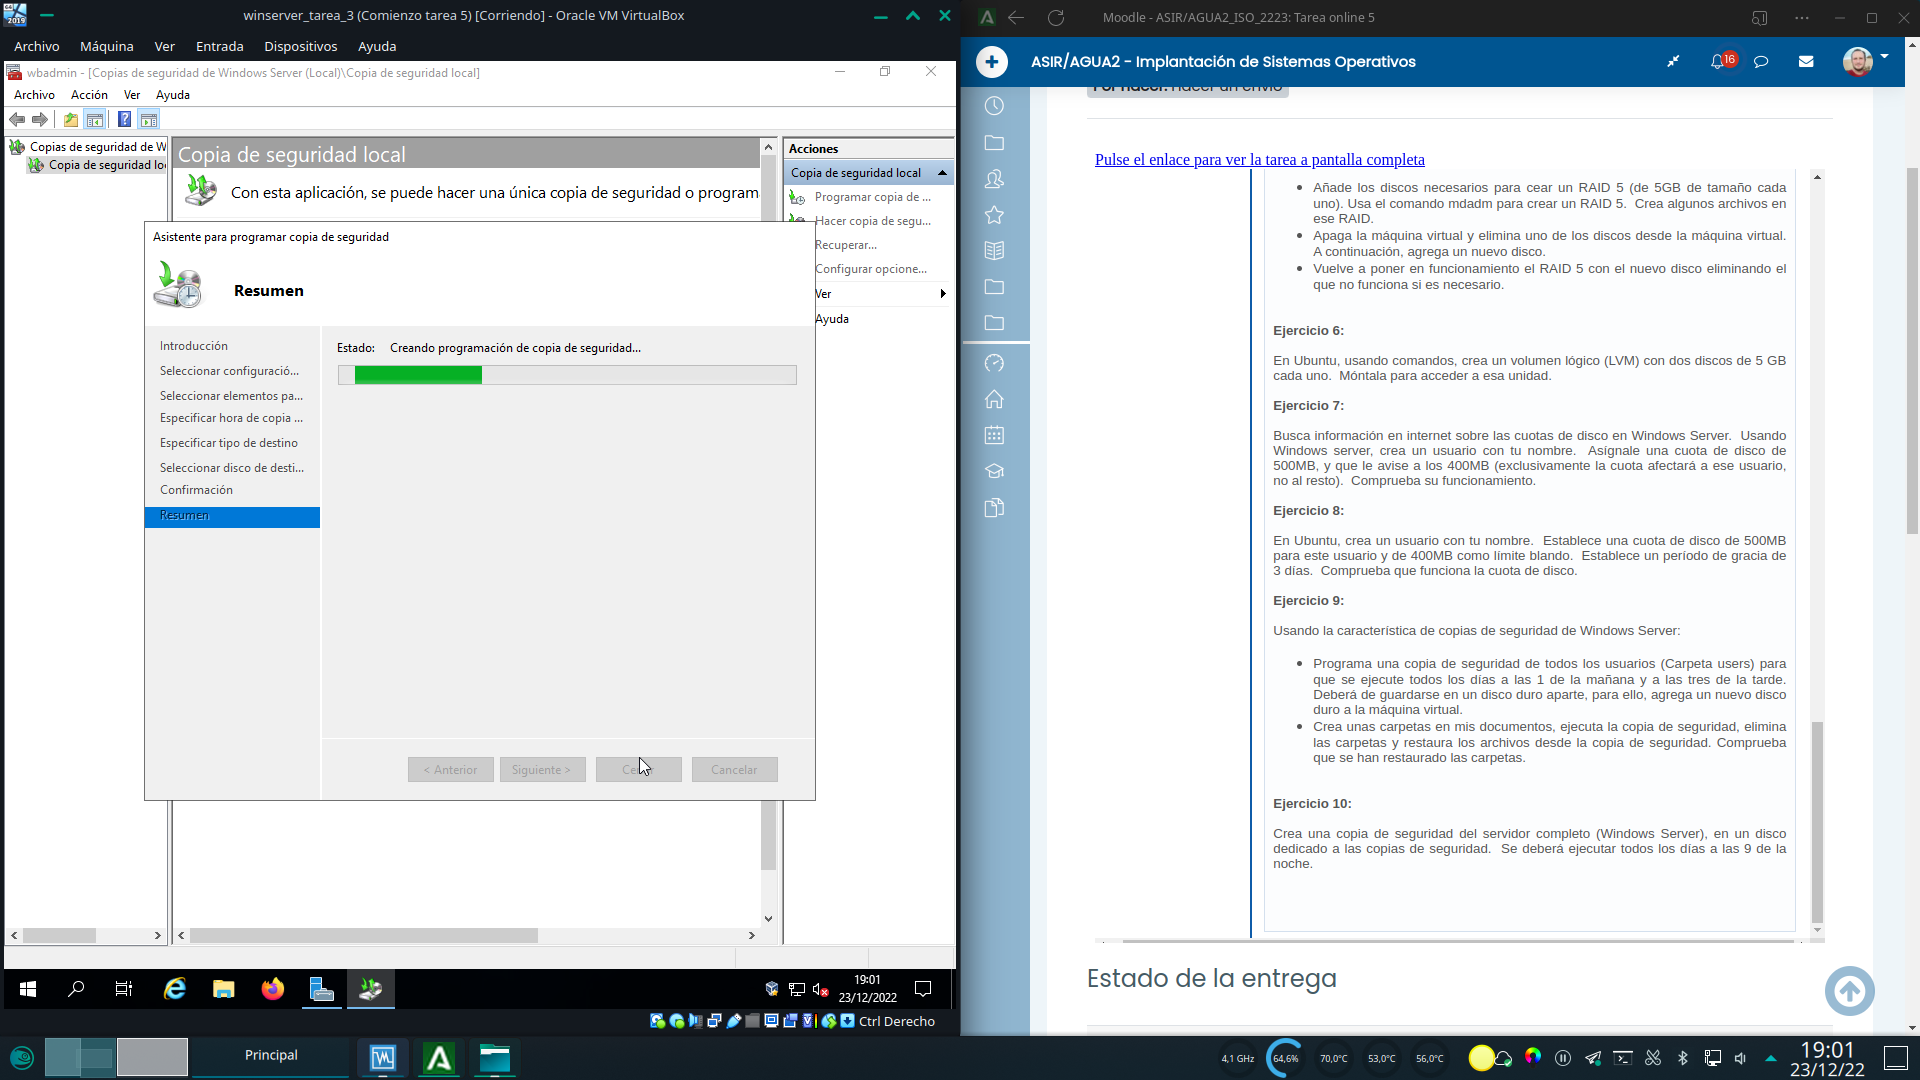 winserver_tarea_3 (Comienzo tarea 5) [Corriendo] - Oracle VM VirtualBox
Archivo Máquina Ver Entrada Dispositivos Ayuda
wbadmin - [Copias de seguridad de Windows Server (Local)\Copia de seguridad local]
Archivo Acción Ver Ayuda
Copias de seguridad de W
Copia de seguridad lo
Copia de seguridad local
Con esta aplicación, se puede hacer una única copia de seguridad o program
Acciones
Copia de seguridad local
Programar copia de ...
Hacer copia de segu...
Recuperar...
Configurar opcione...
Ver
Ayuda
Asistente para programar copia de seguridad
Resumen
Introducción
Seleccionar configuració...
Seleccionar elementos pa...
Especificar hora de copia ...
Especificar tipo de destino
Seleccionar disco de desti...
Confirmación
Resumen
Estado: Creando programación de copia de seguridad...
< Anterior
Siguiente >
Cancelar
19:01
23/12/2022
Ctrl Derecho
Moodle - ASIR/AGUA2_ISO_2223: Tarea online 5
ASIR/AGUA2 - Implantación de Sistemas Operativos
16
Por hacer: Hacer un envío
Pulse el enlace para ver la tarea a pantalla completa
• Añade los discos necesarios para cear un RAID 5 (de 5GB de tamaño cada
uno). Usa el comando mdadm para crear un RAID 5. Crea algunos archivos en
ese RAID.
• Apaga la máquina virtual y elimina uno de los discos desde la máquina virtual.
A continuación, agrega un nuevo disco.
• Vuelve a poner en funcionamiento el RAID 5 con el nuevo disco eliminando el
que no funciona si es necesario.
Ejercicio 6:
En Ubuntu, usando comandos, crea un volumen lógico (LVM) con dos discos de 5 GB
cada uno. Móntala para acceder a esa unidad.
Ejercicio 7:
Busca información en internet sobre las cuotas de disco en Windows Server. Usando
Windows server, crea un usuario con tu nombre. Asígnale una cuota de disco de
500MB, y que le avise a los 400MB (exclusivamente la cuota afectará a ese usuario,
no al resto). Comprueba su funcionamiento.
Ejercicio 8:
En Ubuntu, crea un usuario con tu nombre. Establece una cuota de disco de 500MB
para este usuario y de 400MB como límite blando. Establece un período de gracia de
3 días. Comprueba que funciona la cuota de disco.
Ejercicio 9:
Usando la característica de copias de seguridad de Windows Server:
• Programa una copia de seguridad de todos los usuarios (Carpeta users) para
que se ejecute todos los días a las 1 de la mañana y a las tres de la tarde.
Deberá de guardarse en un disco duro aparte, para ello, agrega un nuevo disco
duro a la máquina virtual.
• Crea unas carpetas en mis documentos, ejecuta la copia de seguridad, elimina
las carpetas y restaura los archivos desde la copia de seguridad. Comprueba
que se han restaurado las carpetas.
Ejercicio 10:
Crea una copia de seguridad del servidor completo (Windows Server), en un disco
dedicado a las copias de seguridad. Se deberá ejecutar todos los días a las 9 de la
noche.
Estado de la entrega
Principal
4,1 GHz
64,6%
70,0°C
53,0°C
56,0°C
19:01
23/12/22